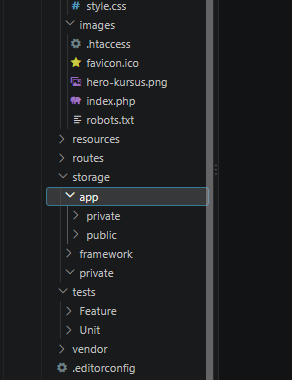 style.css
images
.htaccess
favicon.ico
hero-kursus.png
index.php
robots.txt
resources
routes
storage
app
private
public
framework
private
tests
Feature
Unit
vendor
.editorconfig